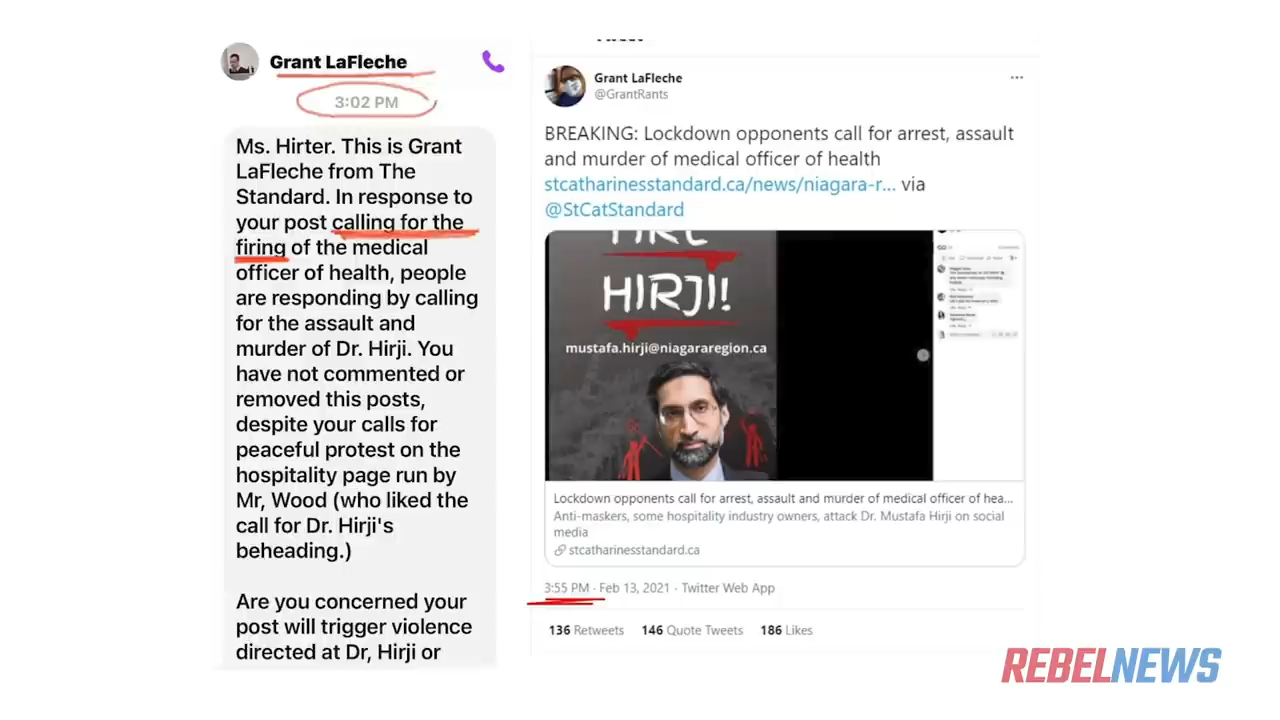 Grant LaFleche
3:02 PM
Ms. Hirter. This is Grant
LaFleche from The
Standard. In response to
your post calling for the
firing of the medical
officer of health, people
are responding by calling
for the assault and
murder of Dr. Hirji. You
have not commented or
removed this posts,
despite your calls for
peaceful protest on the
hospitality page run by
Mr, Wood (who liked the
call for Dr. Hirji's
beheading.)
Are you concerned your
post will trigger violence
directed at Dr, Hirji or
Grant LaFleche
@GrantRants
BREAKING: Lockdown opponents call for arrest, assault
and murder of medical officer of health
stcatharinesstandard.ca/news/niagara-r... via
@StCatStandard
HIRJI!
mustafa.hirji@niagararegion.ca
Lockdown opponents call for arrest, assault and murder of medical officer of hea...
Anti-maskers, some hospitality industry owners, attack Dr. Mustafa Hirji on social
media
stcatharinesstandard.ca
3:55 PM · Feb 13, 2021 · Twitter Web App
136 Retweets 146 Quote Tweets 186 Likes
REBELNEWS